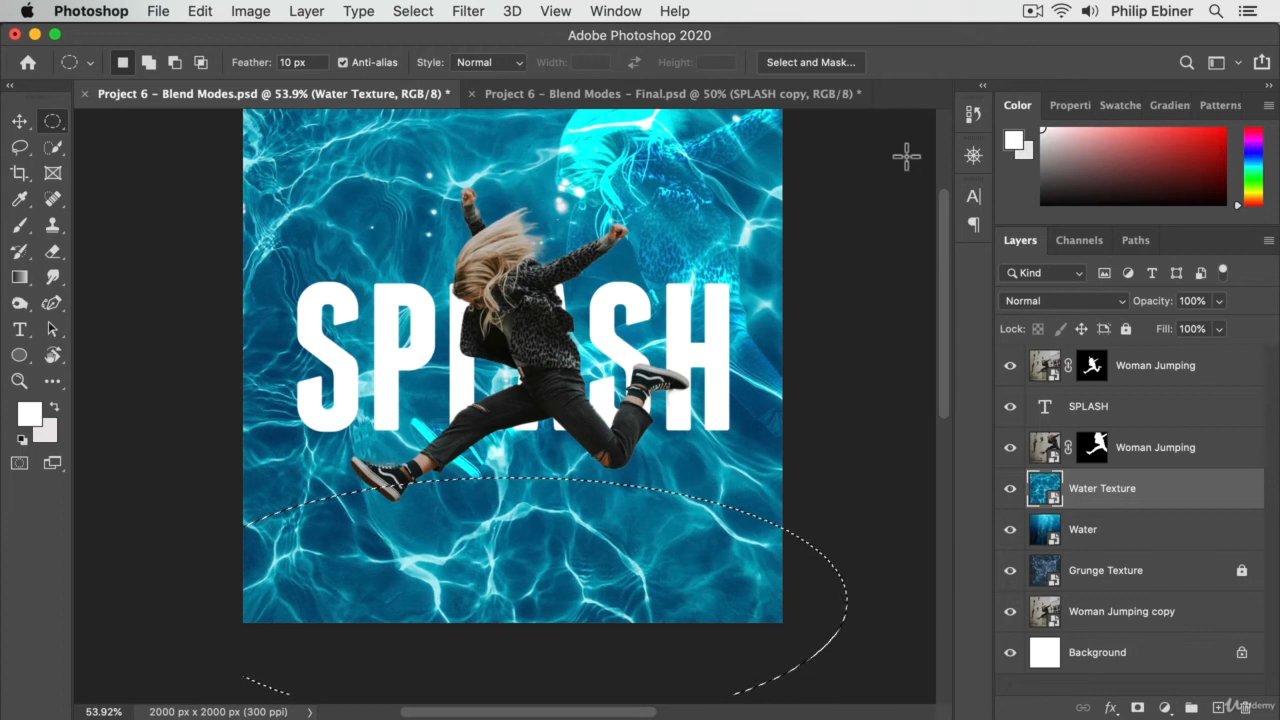 Photoshop File Edit Image Layer Type Select Filter 3D View Window Help Philip Ebiner
Adobe Photoshop 2020
Feather: 10 px Anti-alias Style: Normal Width: Height: Select and Mask...
Project 6 - Blend Modes.psd @ 53.9% (Water Texture, RGB/8) * Project 6 - Blend Modes - Final.psd @ 50% (SPLASH copy, RGB/8) *
Color Properti Swatche Gradien Patterns
Layers Channels Paths
Kind
Normal Opacity: 100%
Lock: Fill: 100%
Woman Jumping
SPLASH
Woman Jumping
Water Texture
Water
Grunge Texture
Woman Jumping copy
Background
SPLASH
53.92% 2000 px x 2000 px (300 ppi)
fx